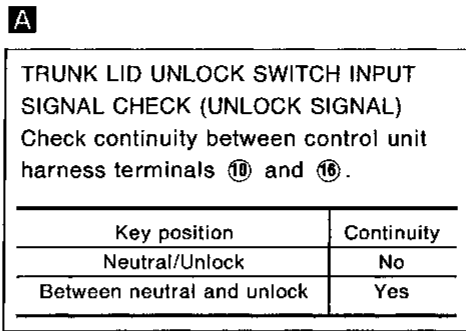 A
TRUNK LID UNLOCK SWITCH INPUT
SIGNAL CHECK (UNLOCK SIGNAL)
Check continuity between control unit
harness terminals ⑩ and ⑯.
Key position Continuity
Neutral/Unlock No
Between neutral and unlock Yes